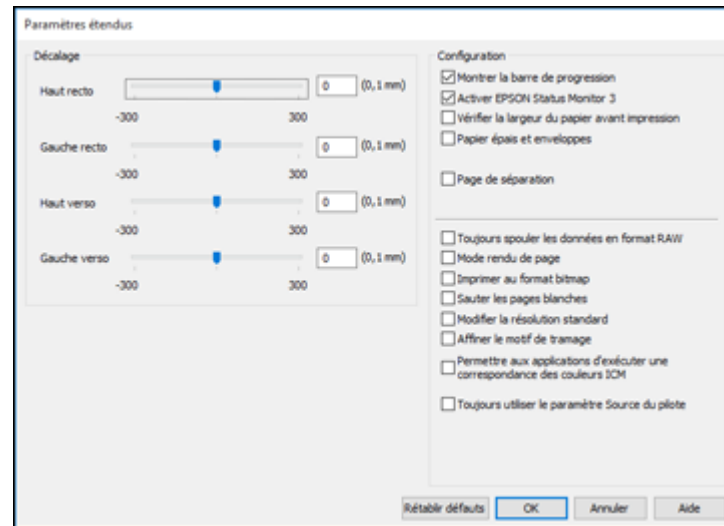 Paramètres étendus
Décalage
Haut recto
0
(0,1 mm)
-300
300
Gauche recto
0
(0,1 mm)
-300
300
Haut verso
0
(0,1 mm)
-300
300
Gauche verso
0
(0,1 mm)
-300
300
Configuration
Montrer la barre de progression
Activer EPSON Status Monitor 3
Vérifier la largeur du papier avant impression
Papier épais et enveloppes
Page de séparation
Toujours spouler les données en format RAW
Mode rendu de page
Imprimer au format bitmap
Sauter les pages blanches
Modifier la résolution standard
Affiner le motif de tramage
Permettre aux applications d'exécuter une
correspondance des couleurs ICM
Toujours utiliser le paramètre Source du pilote
Rétablir défauts
OK
Annuler
Aide